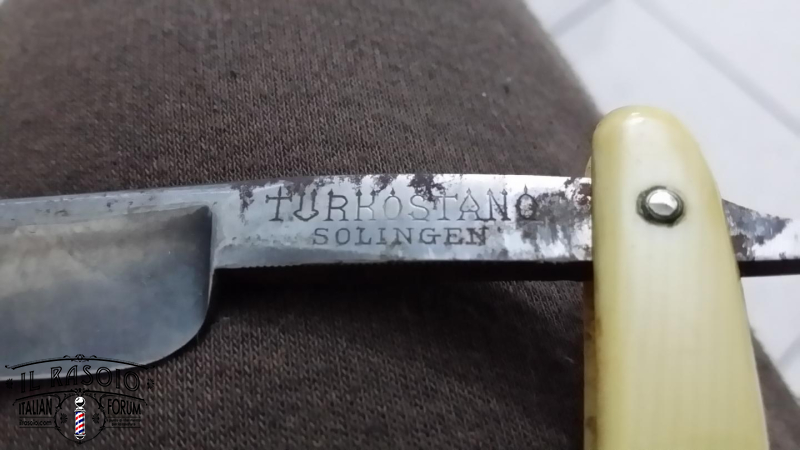 TURKOSTANO
SOLINGEN
IL RASOIO
ITALIAN FORUM